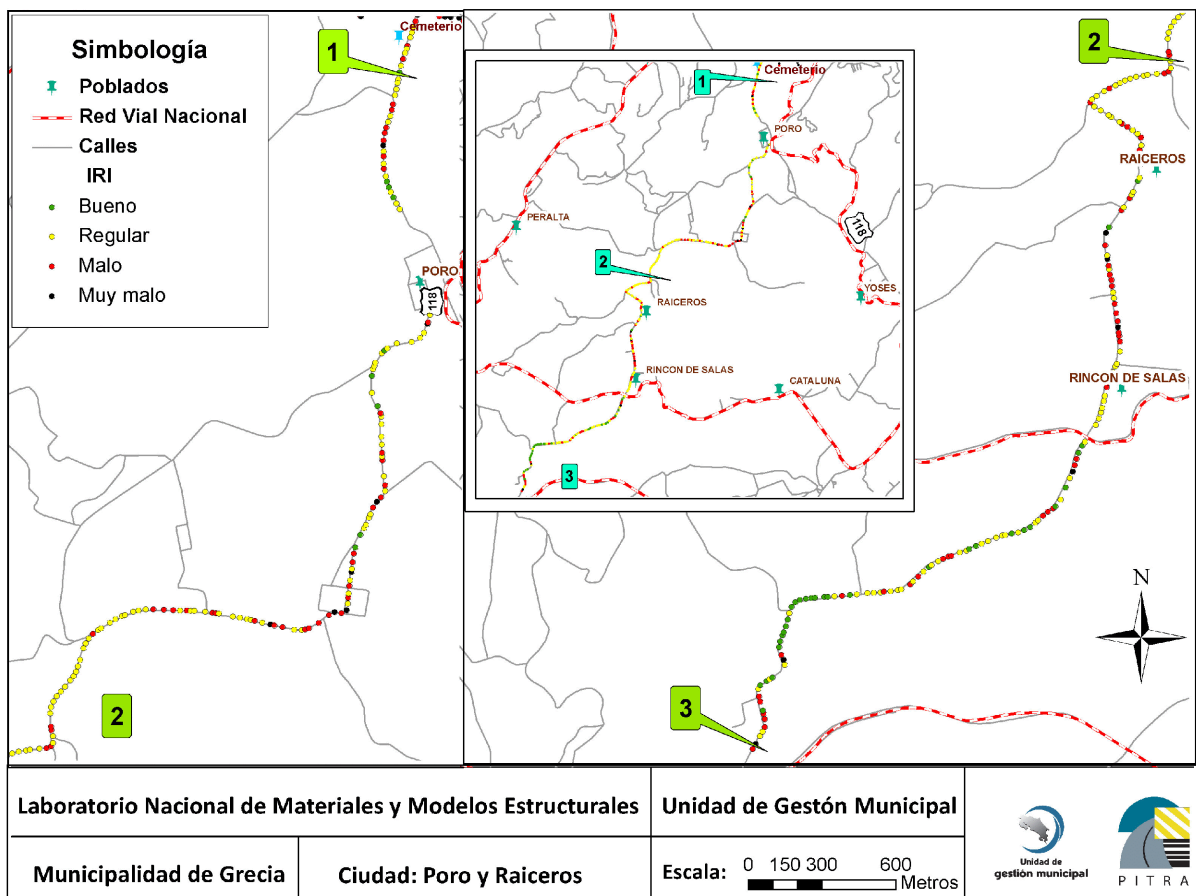 Simbología
Poblados
Red Vial Nacional
Calles
IRI
Bueno
Regular
Malo
Muy malo
Cemeterio
1
PORO
118
2
1
Cemeterio
PORO
PERALTA
118
2
YOSES
RAICEROS
RINCON DE SALAS
CATALUNA
3
2
RAICEROS
RINCON DE SALAS
3
N
Laboratorio Nacional de Materiales y Modelos Estructurales
Unidad de Gestón Municipal
Municipalidad de Grecia
Ciudad: Poro y Raiceros
Escala:
0 150 300 600
Metros
Unidad de
gestión municipal
PITRA